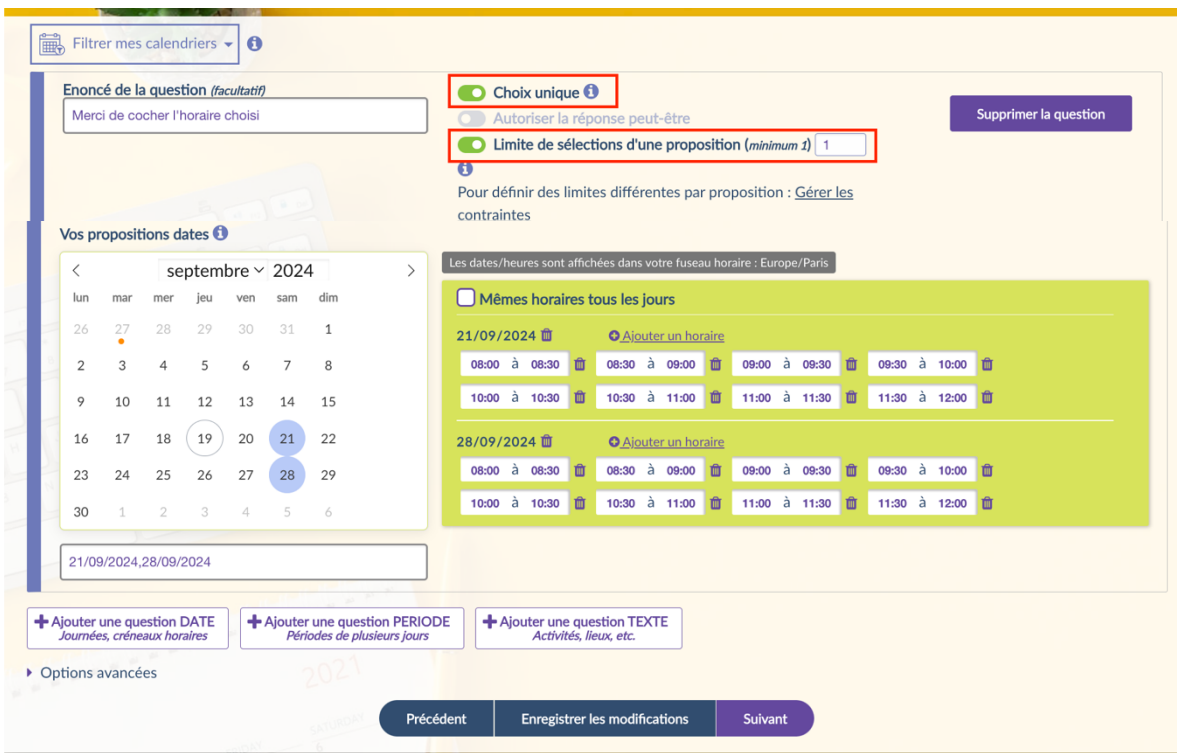 Filtrer mes calendriers
Enoncé de la question (facultatif)
Merci de cocher l'horaire choisi
Choix unique
Autoriser la réponse peut-être
Limite de sélections d'une proposition (minimum 1) 1
Pour définir des limites différentes par proposition : Gérer les
contraintes
Supprimer la question
Vos propositions dates
septembre 2024
lun mar mer jeu ven sam dim
26 27 28 29 30 31 1
2 3 4 5 6 7 8
9 10 11 12 13 14 15
16 17 18 19 20 21 22
23 24 25 26 27 28 29
30 1 2 3 4 5 6
21/09/2024,28/09/2024
Les dates/heures sont affichées dans votre fuseau horaire : Europe/Paris
Mêmes horaires tous les jours
21/09/2024 Ajouter un horaire
08:00 à 08:30 08:30 à 09:00 09:00 à 09:30 09:30 à 10:00
10:00 à 10:30 10:30 à 11:00 11:00 à 11:30 11:30 à 12:00
28/09/2024 Ajouter un horaire
08:00 à 08:30 08:30 à 09:00 09:00 à 09:30 09:30 à 10:00
10:00 à 10:30 10:30 à 11:00 11:00 à 11:30 11:30 à 12:00
Ajouter une question DATE
Journées, créneaux horaires
Ajouter une question PERIODE
Périodes de plusieurs jours
Ajouter une question TEXTE
Activités, lieux, etc.
Options avancées
2021
SATURDAY
Précédent Enregistrer les modifications Suivant